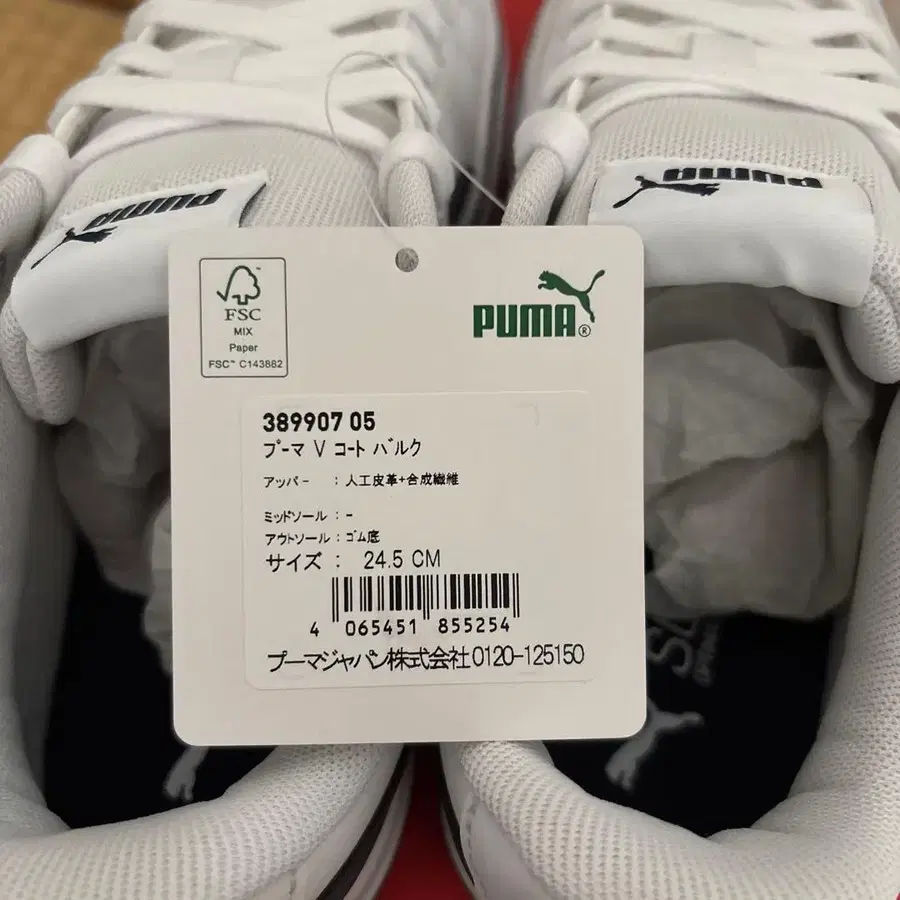 PUMA
PUMA
FSC™
MIX
Paper
FSC™ C143882
PUMA®
389907 05
プーマ V コート バルク
アッパー : 人工皮革+合成繊維
ミッドソール : -
アウトソール : ゴム底
サイズ : 24.5 CM
4 065451 855254
プーマジャパン株式会社 0120-125150